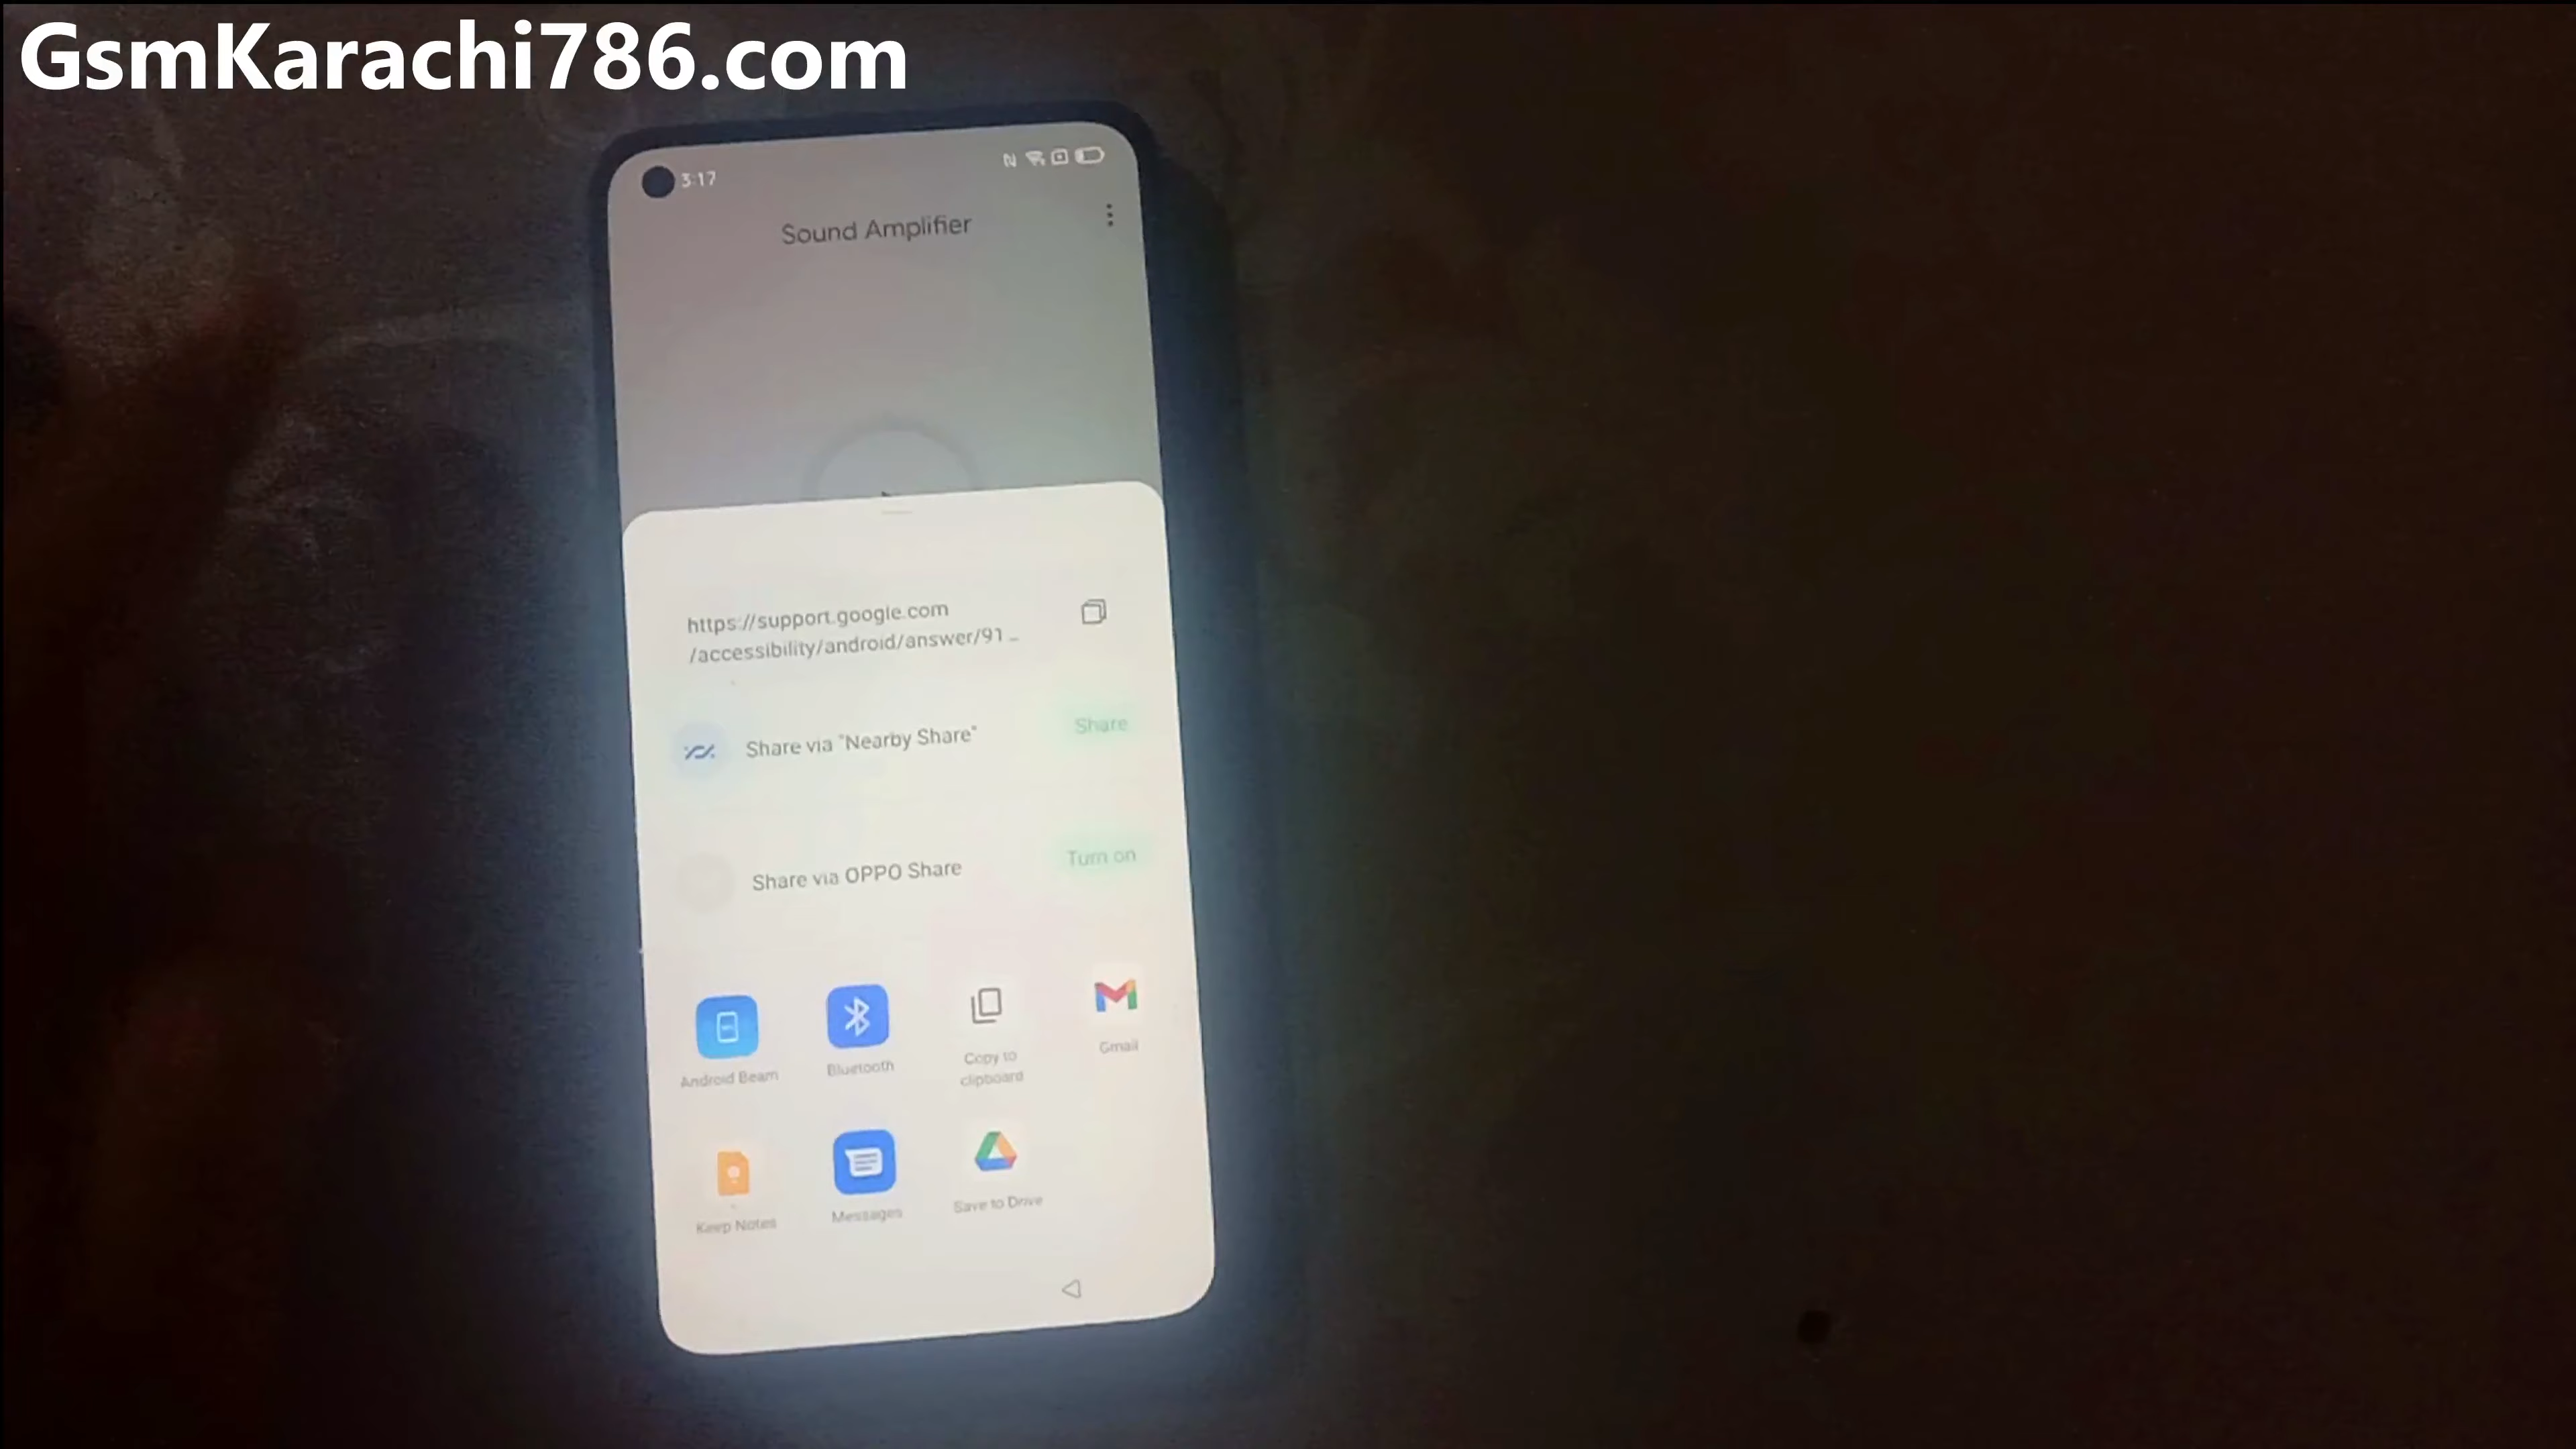 GsmKarachi786.com
3:17
Sound Amplifier
https://support.google.com
/accessibility/android/answer/91...
Share via "Nearby Share"
Share
Share via OPPO Share
Turn on
Android Beam
Bluetooth
Copy to
clipboard
Gmail
Keep Notes
Messages
Save to Drive